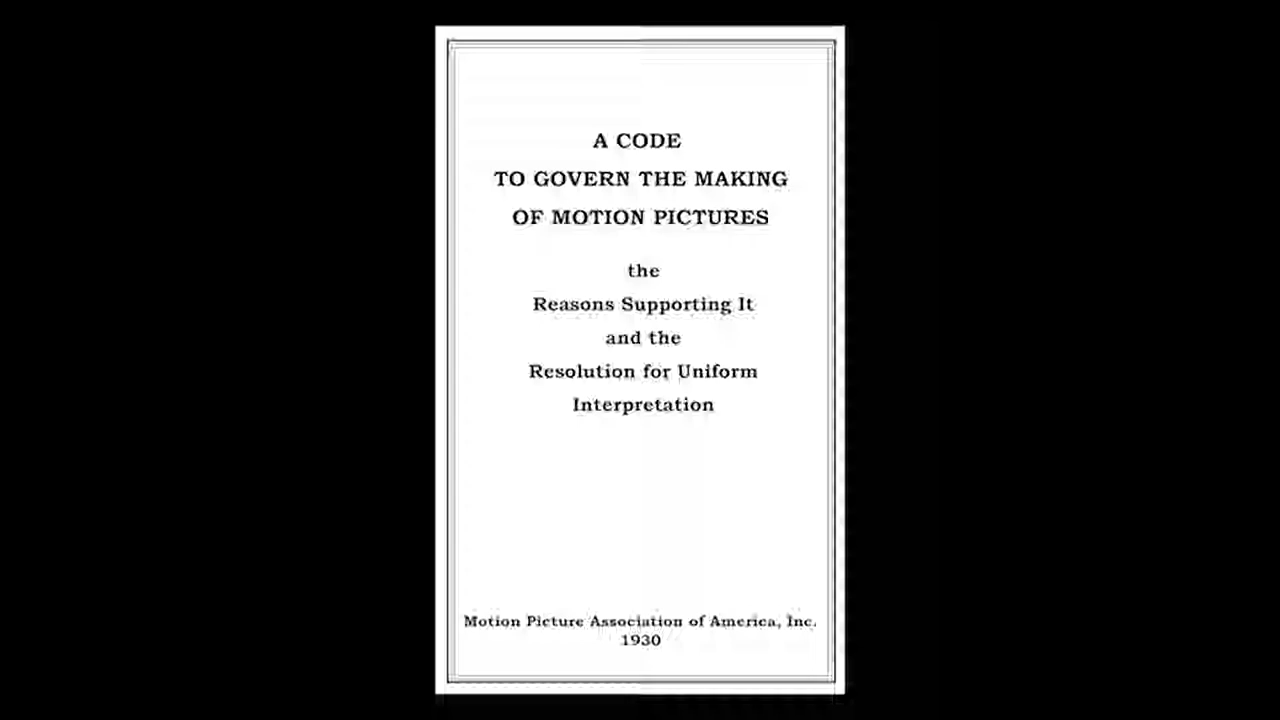 A CODE
TO GOVERN THE MAKING
OF MOTION PICTURES
the
Reasons Supporting It
and the
Resolution for Uniform
Interpretation
Motion Picture Association of America, Inc.
1930